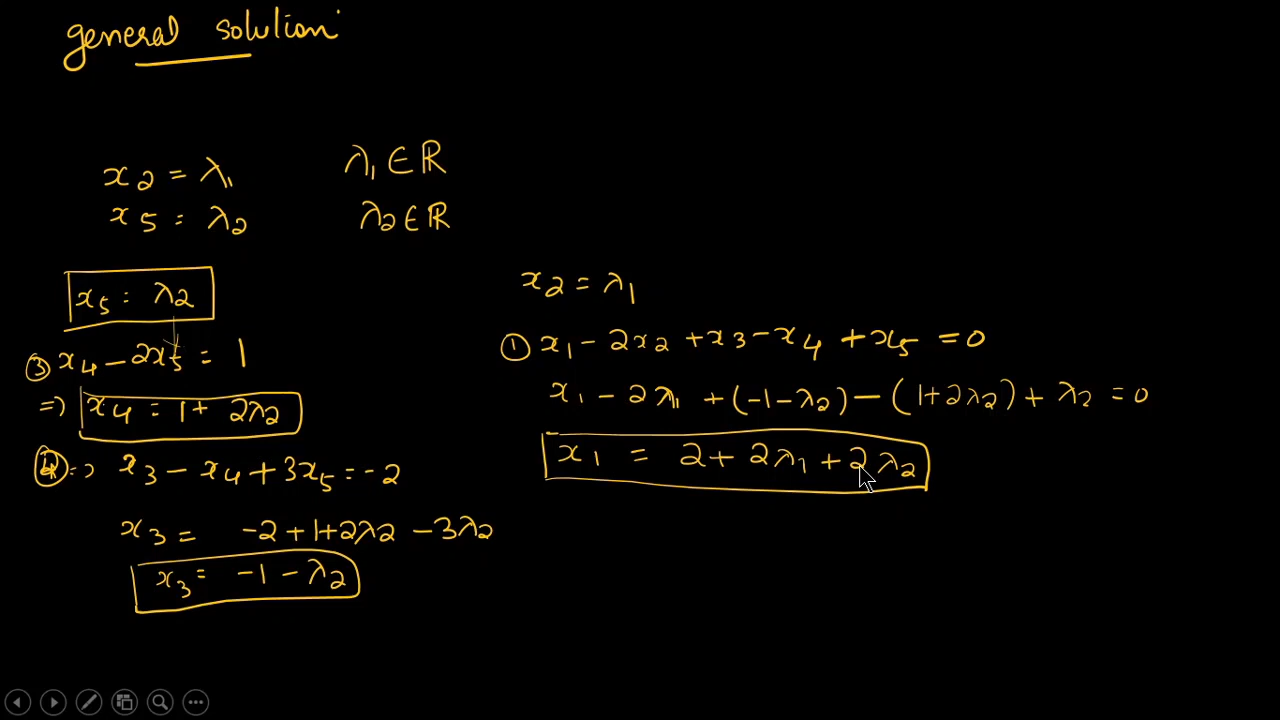 general solution
x₂ = λ₁ λ₁ ∈ ℝ
x₅ = λ₂ λ₂ ∈ ℝ
x₅ = λ₂
③ x₄ - 2x₅ = 1
=> x₄ = 1 + 2λ₂
=> x₃ - x₄ + 3x₅ = -2
x₃ = -2 + 1 + 2λ₂ - 3λ₂
x₃ = -1 - λ₂
x₂ = λ₁
① x₁ - 2x₂ + x₃ - x₄ + x₅ = 0
x₁ - 2λ₁ + (-1 - λ₂) - (1 + 2λ₂) + λ₂ = 0
x₁ = 2 + 2λ₁ + 2λ₂